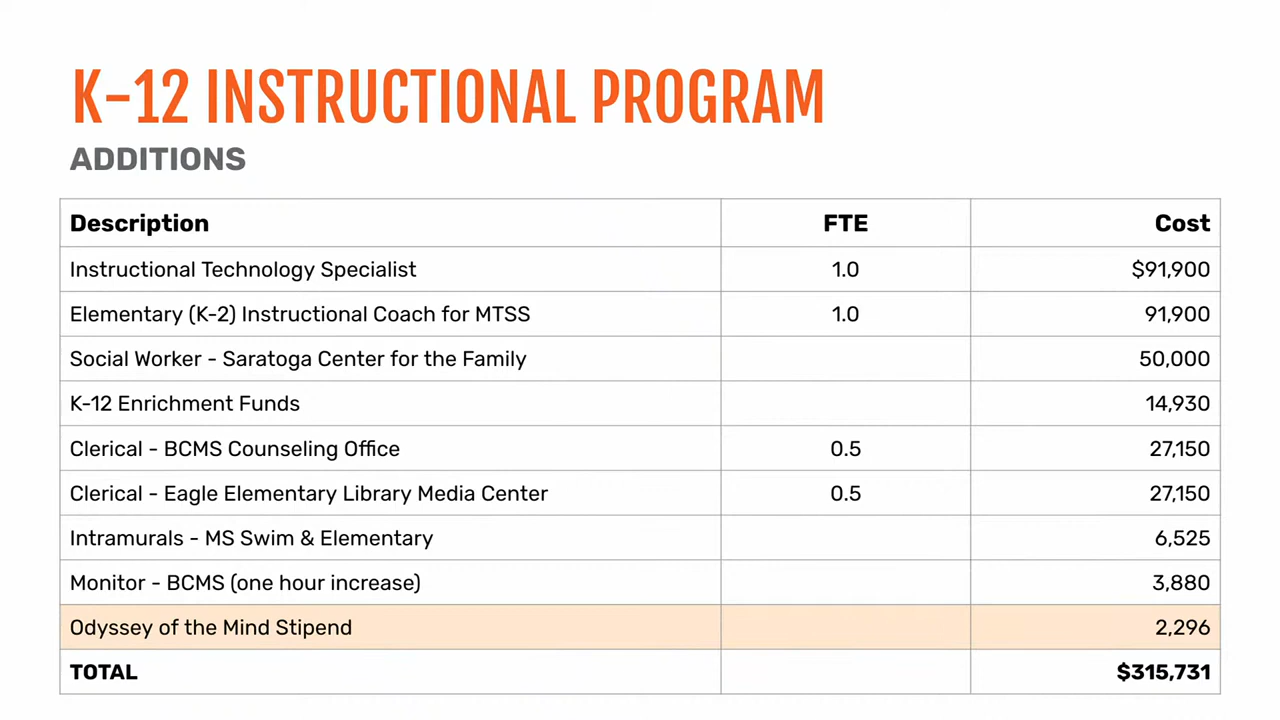 K-12 INSTRUCTIONAL PROGRAM
ADDITIONS
Description FTE Cost
Instructional Technology Specialist 1.0 $91,900
Elementary (K-2) Instructional Coach for MTSS 1.0 91,900
Social Worker - Saratoga Center for the Family 50,000
K-12 Enrichment Funds 14,930
Clerical - BCMS Counseling Office 0.5 27,150
Clerical - Eagle Elementary Library Media Center 0.5 27,150
Intramurals - MS Swim & Elementary 6,525
Monitor - BCMS (one hour increase) 3,880
Odyssey of the Mind Stipend 2,296
TOTAL $315,731